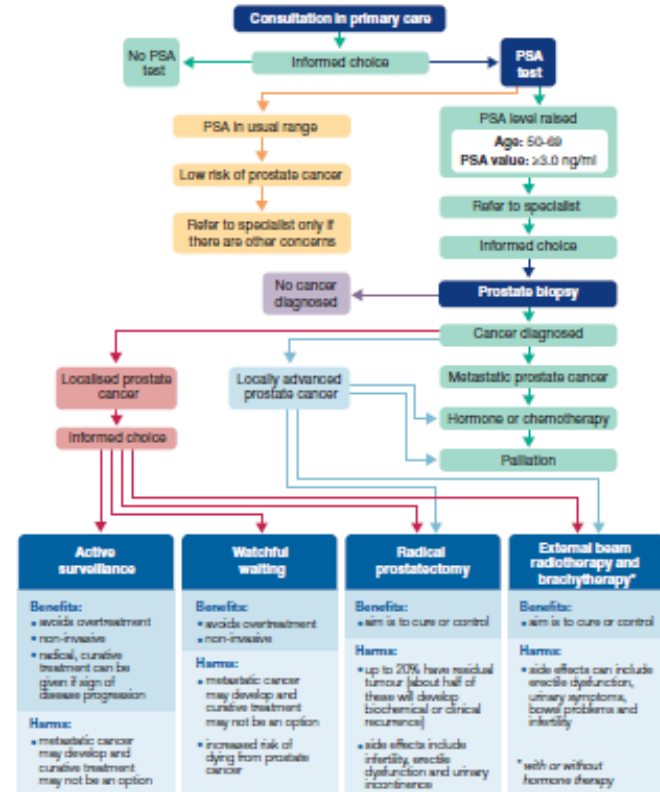 Consultation in primary care
No PSA
test
Informed choice
PSA
test
PSA in usual range
Low risk of prostate cancer
Refer to specialist only if
there are other concerns
PSA level raised
Age: 50-69
PSA value: ≥3.0 ng/ml
Refer to specialist
Informed choice
No cancer
diagnosed
Prostate biopsy
Cancer diagnosed
Localised prostate
cancer
Informed choice
Locally advanced
prostate cancer
Metastatic prostate cancer
Hormone or chemotherapy
Palliation
Active
surveillance
Benefits:
• avoids overtreatment
• non-invasive
• radical, curative
treatment can be
given if sign of
disease progression
Harms:
• metastatic cancer
may develop and
curative treatment
may not be an option
Watchful
waiting
Benefits:
• avoids overtreatment
• non-invasive
Harms:
• metastatic cancer
may develop and
curative treatment
may not be an option
• increased risk of
dying from prostate
cancer
Radical
prostatectomy
Benefits:
• aim is to cure or control
Harms:
• up to 20% have residual
tumour (about half of
these will develop
biochemical or clinical
recurrence)
• side effects include
infertility, erectile
dysfunction and urinary
incontinence
External beam
radiotherapy and
brachytherapy*
Benefits:
• aim is to cure or control
Harms:
• side effects can include
erectile dysfunction,
urinary symptoms,
bowel problems and
infertility
* with or without
hormone therapy